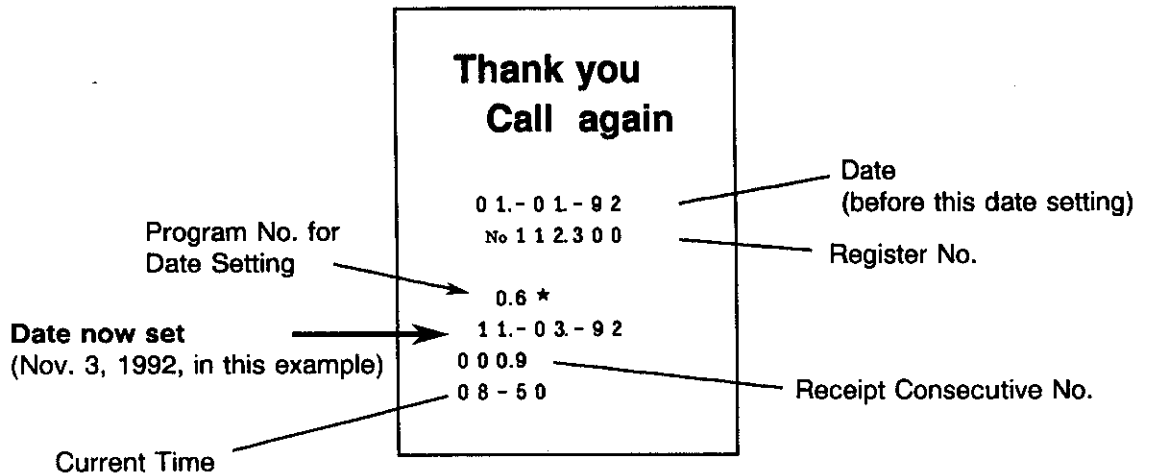 Thank you
Call again
01.-01.-92
No 112.300
0.6 ★
11.-03.-92
000.9
08-50
Date
(before this date setting)
Register No.
Program No. for
Date Setting
Date now set
(Nov. 3, 1992, in this example)
Receipt Consecutive No.
Current Time